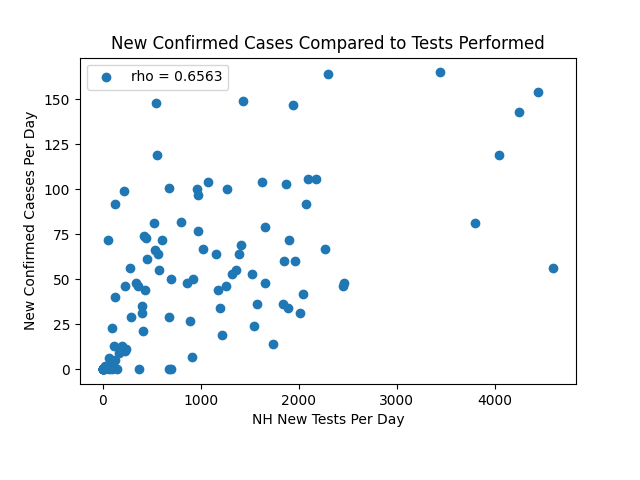 New Confirmed Cases Compared to Tests Performed
rho = 0.6563
New Confirmed Caeses Per Day
150
125
100
75
50
25
0
0 1000 2000 3000 4000
NH New Tests Per Day